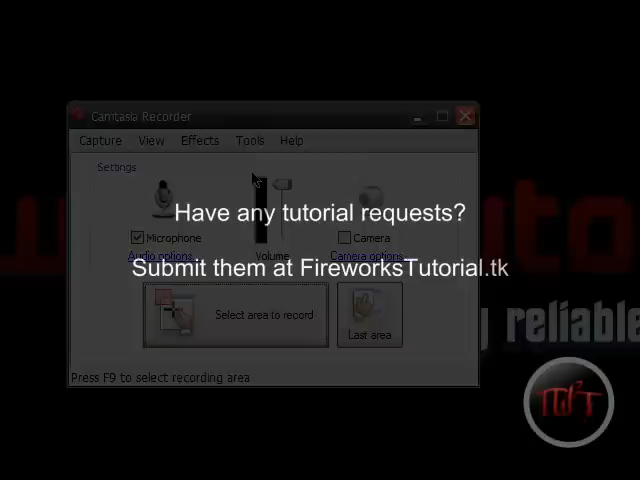 Camtasia Recorder
Capture View Effects Tools Help
Settings
Have any tutorial requests?
Microphone
Camera
Audio options...
Volume
Camera options...
Submit them at FireworksTutorial.tk
Select area to record
Last area
reliable
Press F9 to select recording area